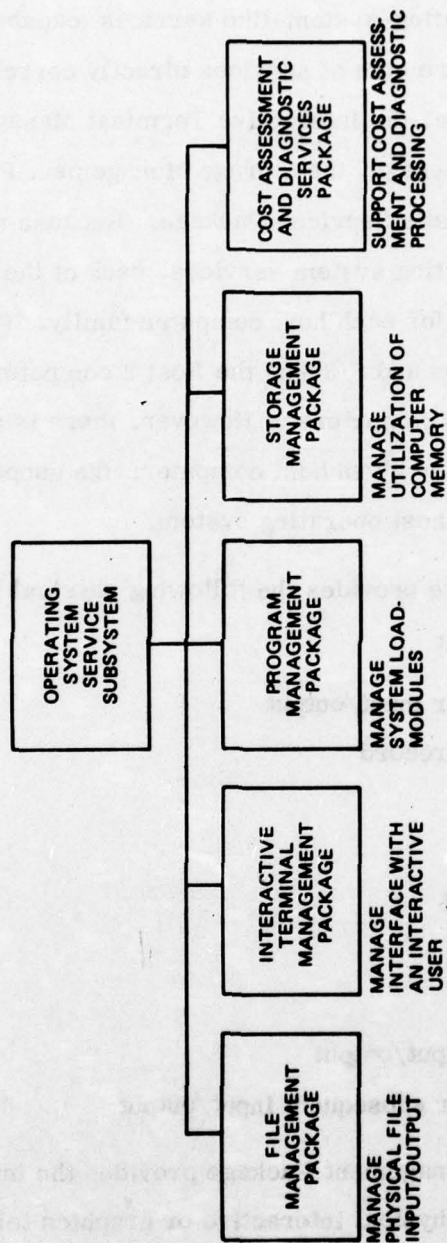 OPERATING
SYSTEM
SERVICE
SUBSYSTEM
FILE
MANAGEMENT
PACKAGE
MANAGE
PHYSICAL FILE
INPUT/OUTPUT
INTERACTIVE
TERMINAL
MANAGEMENT
PACKAGE
MANAGE
INTERFACE WITH
AN INTERACTIVE
USER
PROGRAM
MANAGEMENT
PACKAGE
MANAGE
SYSTEM LOAD-
MODULES
STORAGE
MANAGEMENT
PACKAGE
MANAGE
UTILIZATION OF
COMPUTER
MEMORY
COST ASSESSMENT
AND DIAGNOSTIC
SERVICES
PACKAGE
SUPPORT COST ASSESS-
MENT AND DIAGNOSTIC
PROCESSING